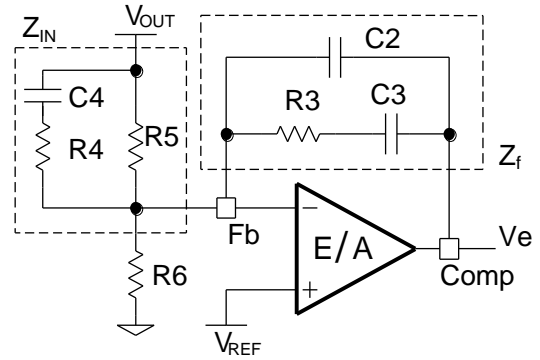 Z_IN
V_OUT
C4
R4
R5
C2
R3
C3
Z_f
Fb
−
E/A
+
Ve
Comp
R6
V_REF